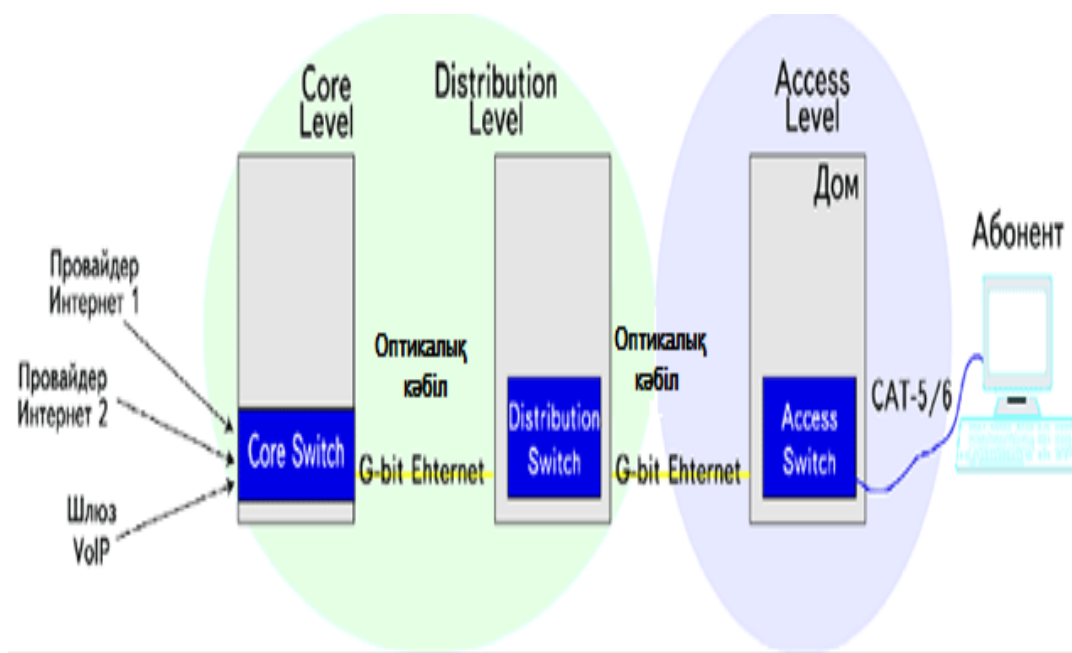 Core
Level
Distribution
Level
Access
Level
Дом
Абонент
Провайдер
Интернет 1
Провайдер
Интернет 2
Шлюз
VoIP
Оптикалық
кәбіл
Оптикалық
кәбіл
Core Switch
G-bit Ehternet
Distribution
Switch
G-bit Ehternet
Access
Switch
CAT-5/6